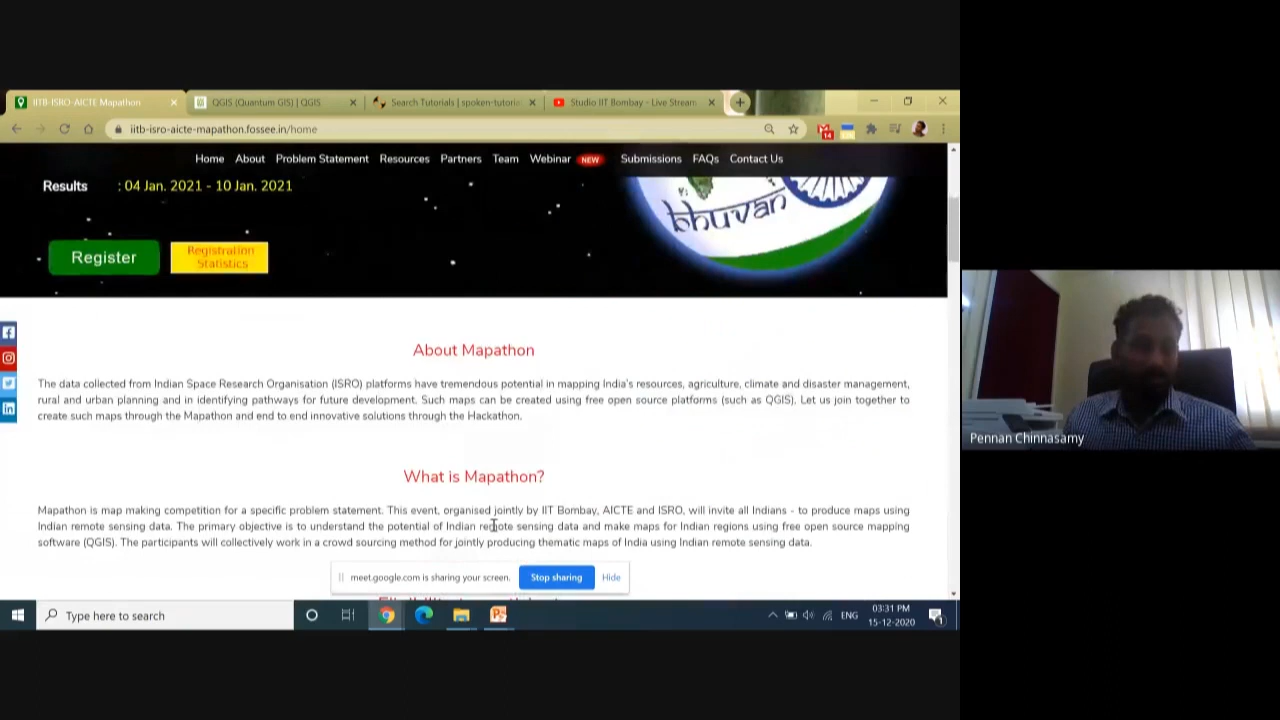 IITB-ISRO-AICTE Mapathon
QGIS (Quantum GIS) | QGIS
Search Tutorials | spoken-tutoria
Studio IIT Bombay - Live Stream
iitb-isro-aicte-mapathon.fossee.in/home
14
Home About Problem Statement Resources Partners Team Webinar NEW Submissions FAQs Contact Us
Results : 04 Jan. 2021 - 10 Jan. 2021
bhuvan
Register
Registration
Statistics
About Mapathon
The data collected from Indian Space Research Organisation (ISRO) platforms have tremendous potential in mapping India's resources, agriculture, climate and disaster management,
rural and urban planning and in identifying pathways for future development. Such maps can be created using free open source platforms (such as QGIS). Let us join together to
create such maps through the Mapathon and end to end innovative solutions through the Hackathon.
What is Mapathon?
Mapathon is map making competition for a specific problem statement. This event, organised jointly by IIT Bombay, AICTE and ISRO, will invite all Indians - to produce maps using
Indian remote sensing data. The primary objective is to understand the potential of Indian remote sensing data and make maps for Indian regions using free open source mapping
software (QGIS). The participants will collectively work in a crowd sourcing method for jointly producing thematic maps of India using Indian remote sensing data.
meet.google.com is sharing your screen. Stop sharing Hide
Type here to search
ENG
03:31 PM
15-12-2020
1
Pennan Chinnasamy